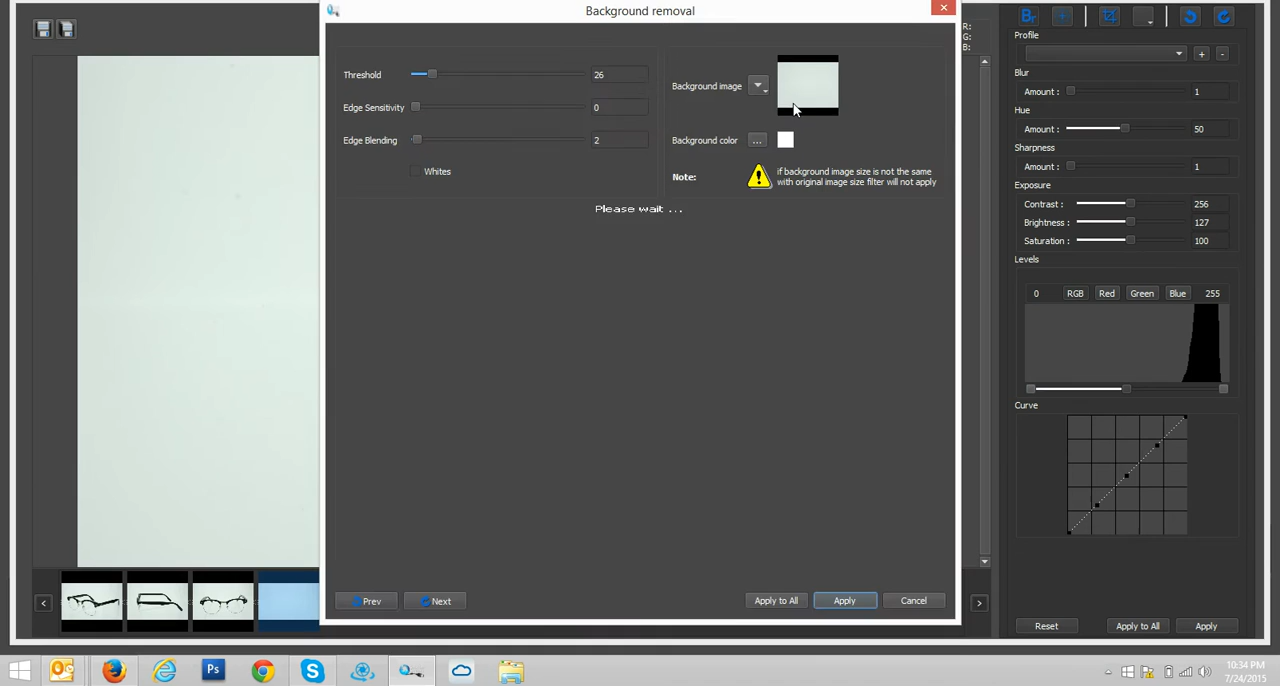 Background removal
R:
G:
B:
Br
Profile
+ -
Threshold 26
Background image
Blur
Amount : 1
Edge Sensitivity 0
Hue
Amount : 50
Edge Blending 2
Background color ...
Sharpness
Amount : 1
Whites
Note: if background image size is not the same
with original image size filter will not apply
Exposure
Contrast : 256
Please wait ...
Brightness : 127
Saturation : 100
Levels
0 RGB Red Green Blue 255
Curve
< >
Prev Next Apply to All Apply Cancel
Reset Apply to All Apply
Ps
10:34 PM
7/24/2015